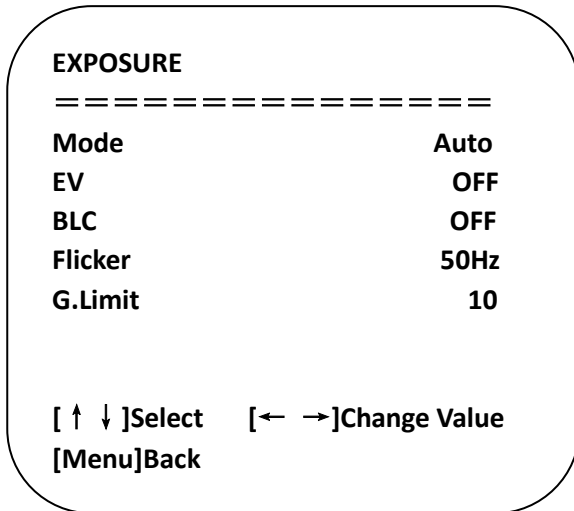 EXPOSURE
===============
Mode Auto
EV OFF
BLC OFF
Flicker 50Hz
G.Limit 10
[↑↓]Select [← →]Change Value
[Menu]Back